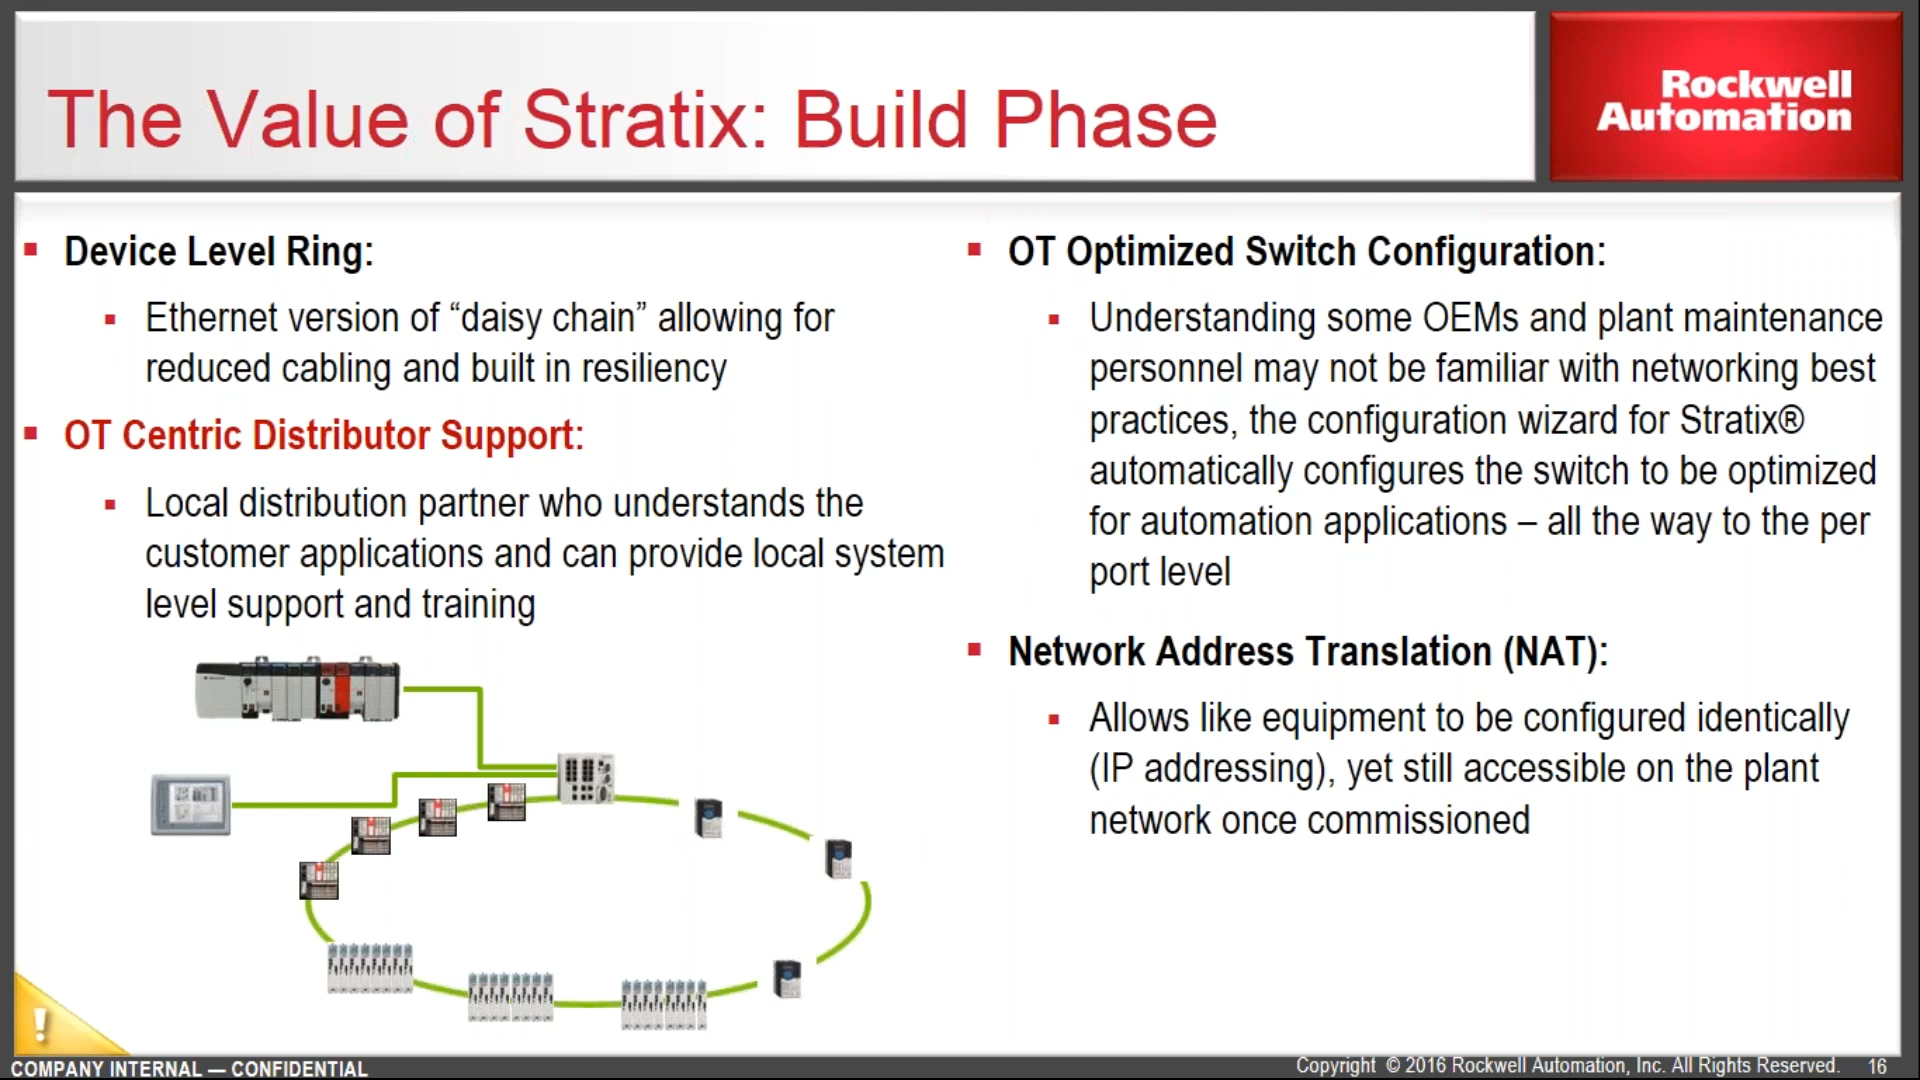 The Value of Stratix: Build Phase
Rockwell
Automation
Device Level Ring:
Ethernet version of “daisy chain” allowing for
reduced cabling and built in resiliency
OT Centric Distributor Support:
Local distribution partner who understands the
customer applications and can provide local system
level support and training
OT Optimized Switch Configuration:
Understanding some OEMs and plant maintenance
personnel may not be familiar with networking best
practices, the configuration wizard for Stratix®
automatically configures the switch to be optimized
for automation applications – all the way to the per
port level
Network Address Translation (NAT):
Allows like equipment to be configured identically
(IP addressing), yet still accessible on the plant
network once commissioned
!
COMPANY INTERNAL — CONFIDENTIAL
Copyright © 2016 Rockwell Automation, Inc. All Rights Reserved. 16